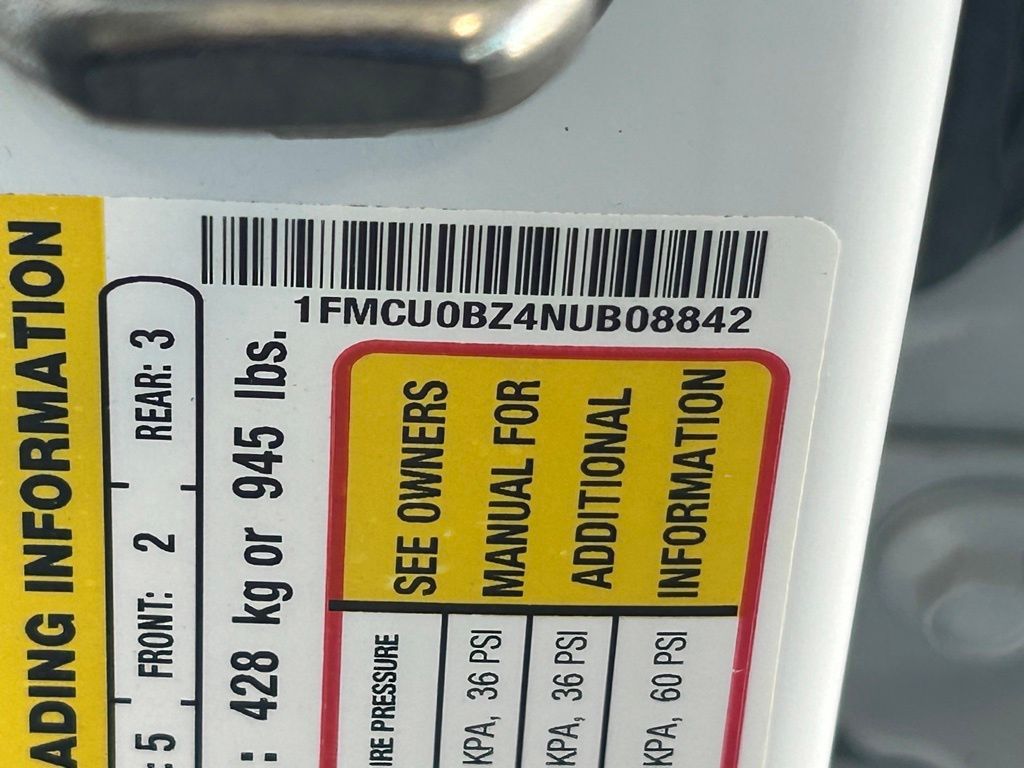 1FMCU0BZ4NUB08842
ADING INFORMATION
: 5 FRONT: 2 REAR: 3
: 428 kg or 945 lbs.
IRE PRESSURE SEE OWNERS
KPA, 36 PSI MANUAL FOR
KPA, 36 PSI ADDITIONAL
KPA, 60 PSI INFORMATION